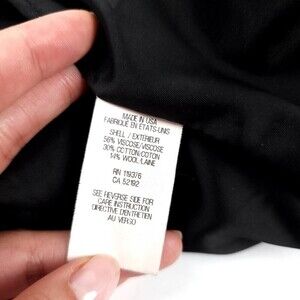 MADE IN USA
FABRIQUE EN ETATS-UNIS
SHELL / EXTERIEUR
56% VISCOSE/VISCOSE
30% COTTON/COTON
14% WOOL/LAINE
RN 119376
CA 52192
SEE REVERSE SIDE FOR
CARE INSTRUCTION
DIRECTIVE D'ENTRETIEN
AU VERSO